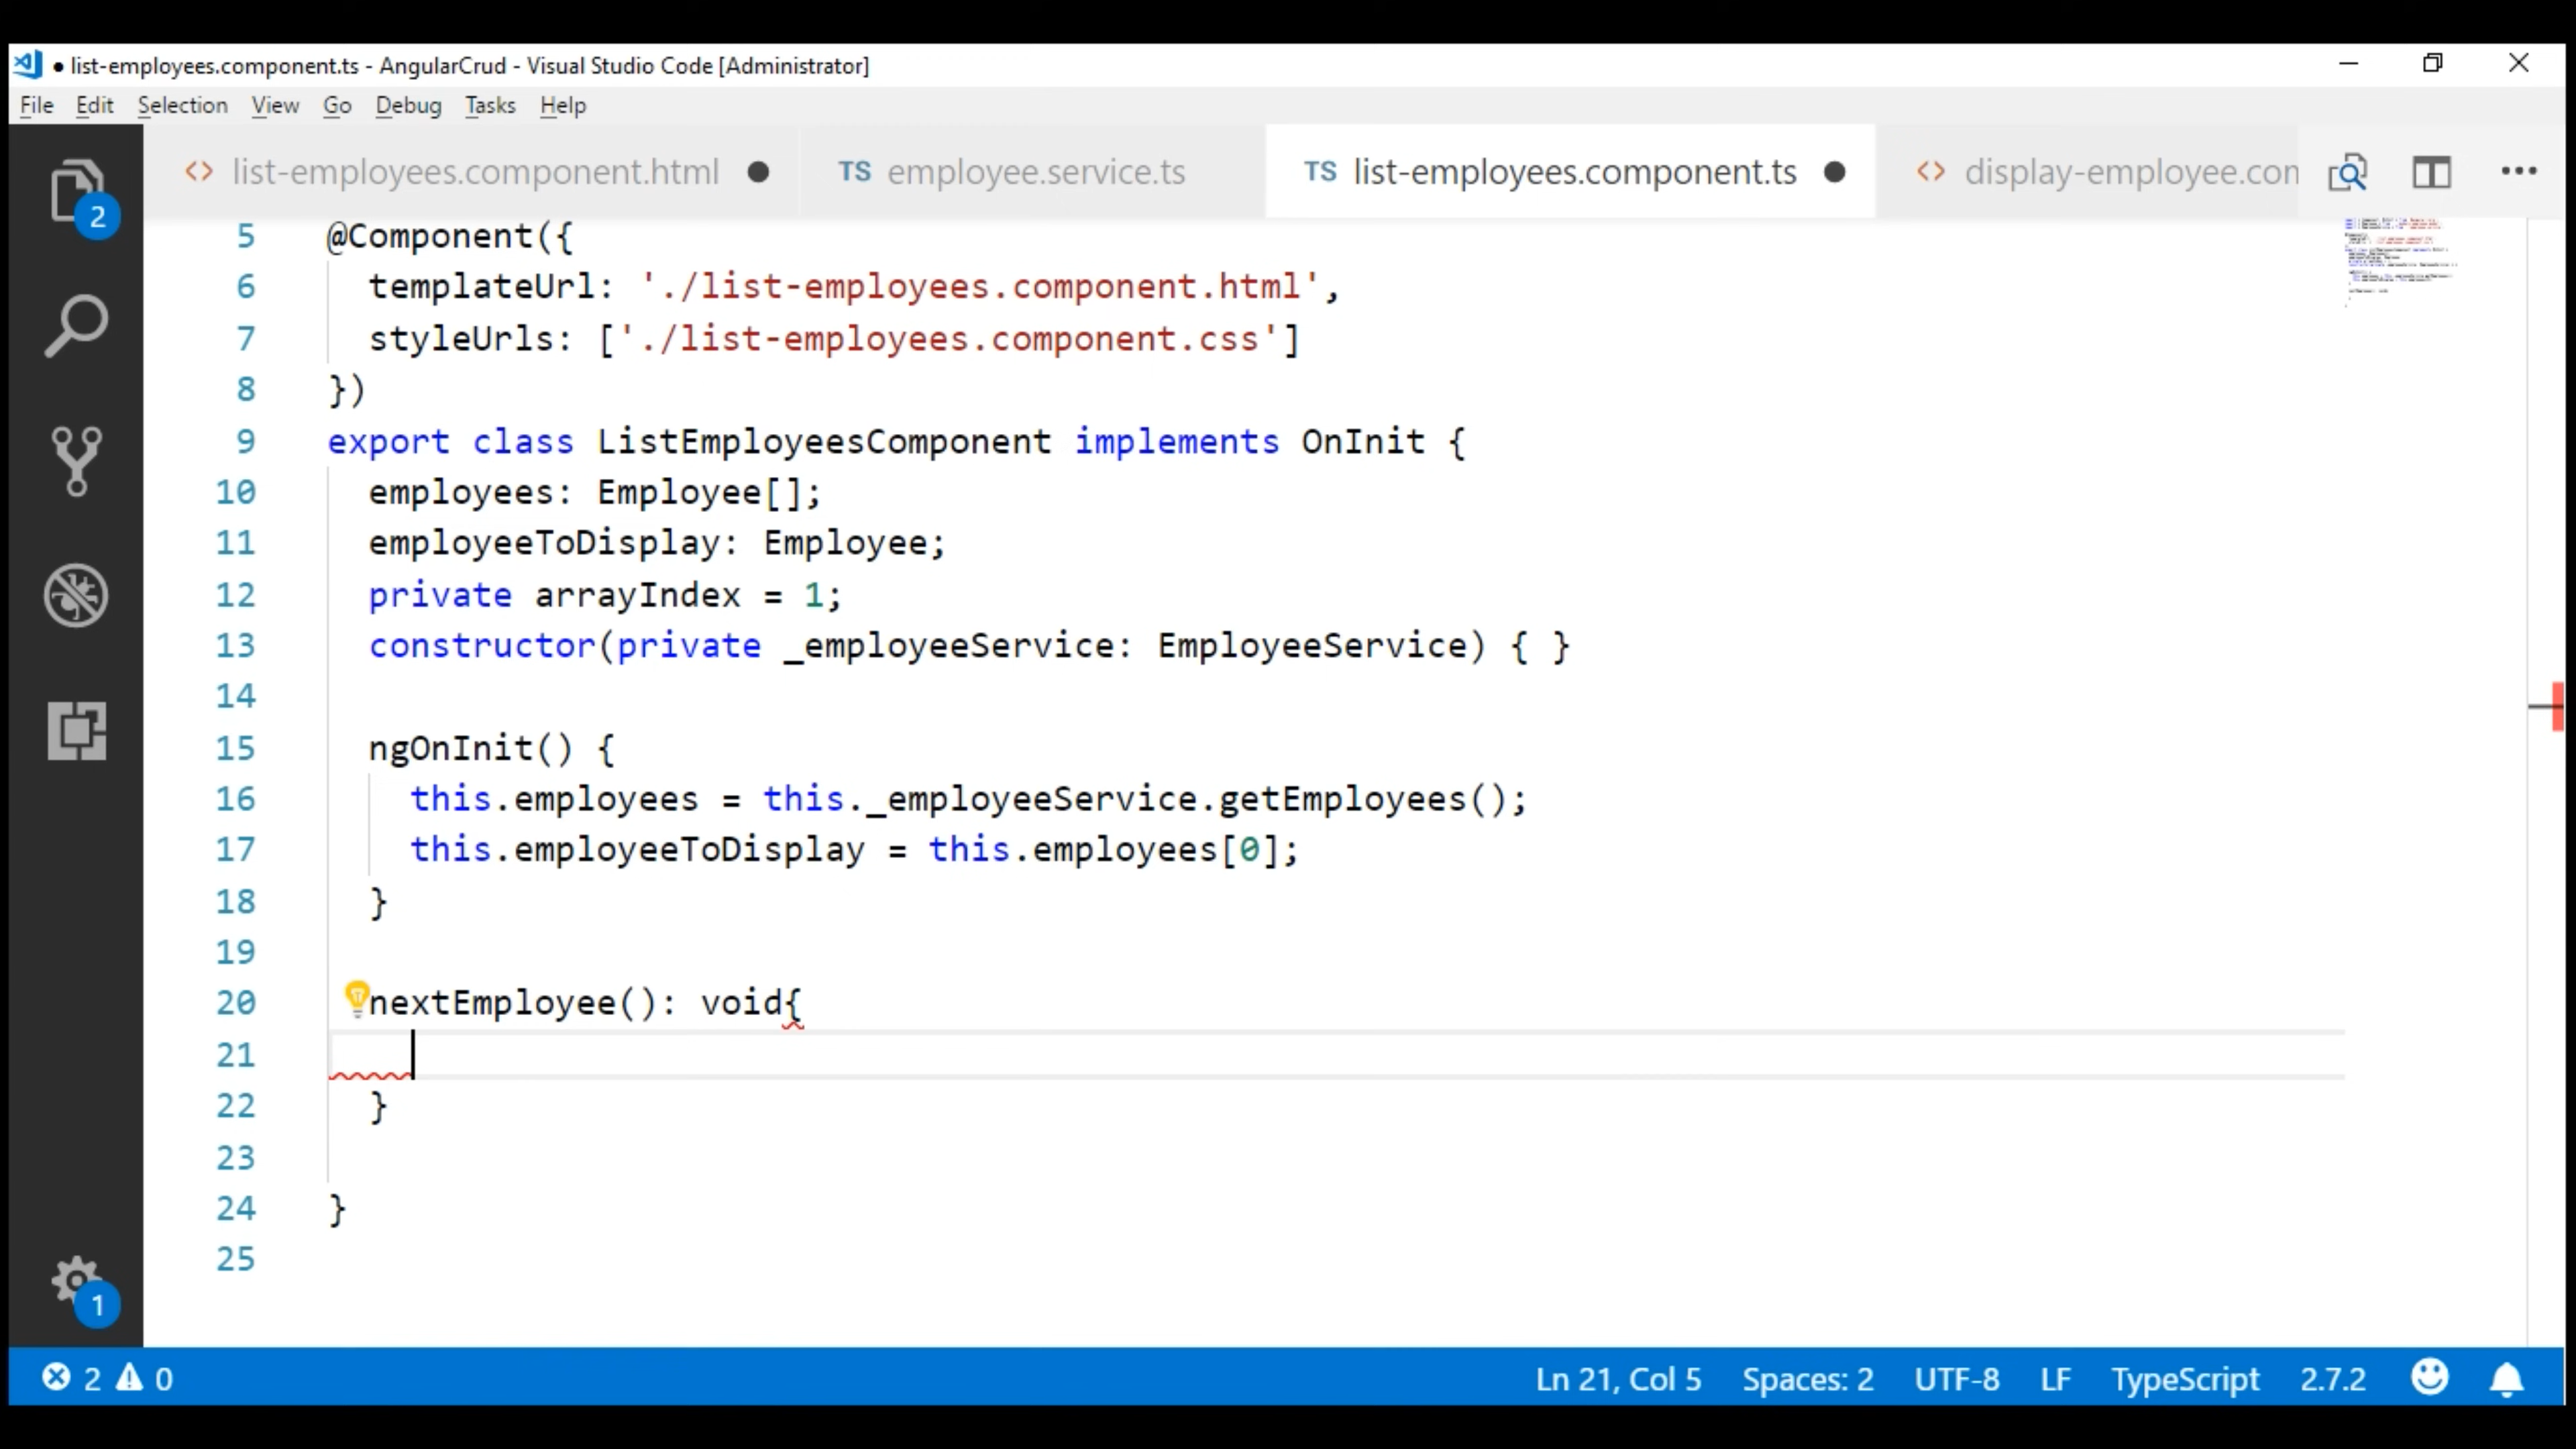 ● list-employees.component.ts - AngularCrud - Visual Studio Code [Administrator]
File Edit Selection View Go Debug Tasks Help
<> list-employees.component.html ● TS employee.service.ts TS list-employees.component.ts ● <> display-employee.com
2
5 @Component({
6 templateUrl: './list-employees.component.html',
7 styleUrls: ['./list-employees.component.css']
8 })
9 export class ListEmployeesComponent implements OnInit {
10 employees: Employee[];
11 employeeToDisplay: Employee;
12 private arrayIndex = 1;
13 constructor(private _employeeService: EmployeeService) { }
14
15 ngOnInit() {
16 this.employees = this._employeeService.getEmployees();
17 this.employeeToDisplay = this.employees[0];
18 }
19
20 nextEmployee(): void{
21
22 }
23
24 }
25
1
2 0 Ln 21, Col 5 Spaces: 2 UTF-8 LF TypeScript 2.7.2